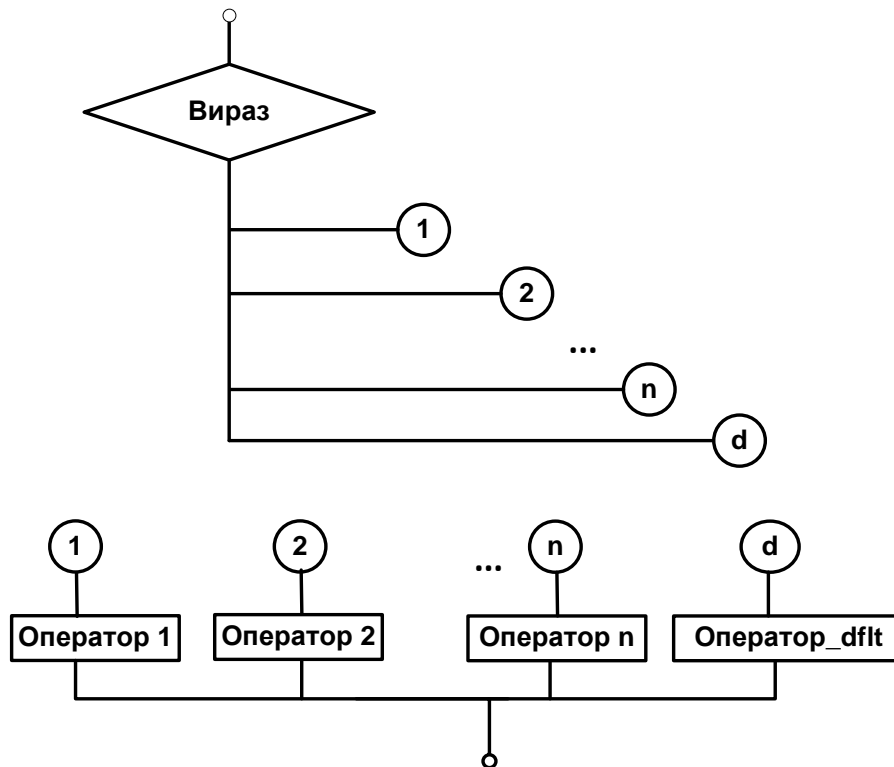 Вираз
1
2
...
n
d
1 2 ... n d
Оператор 1 Оператор 2 Оператор n Оператор_dflt